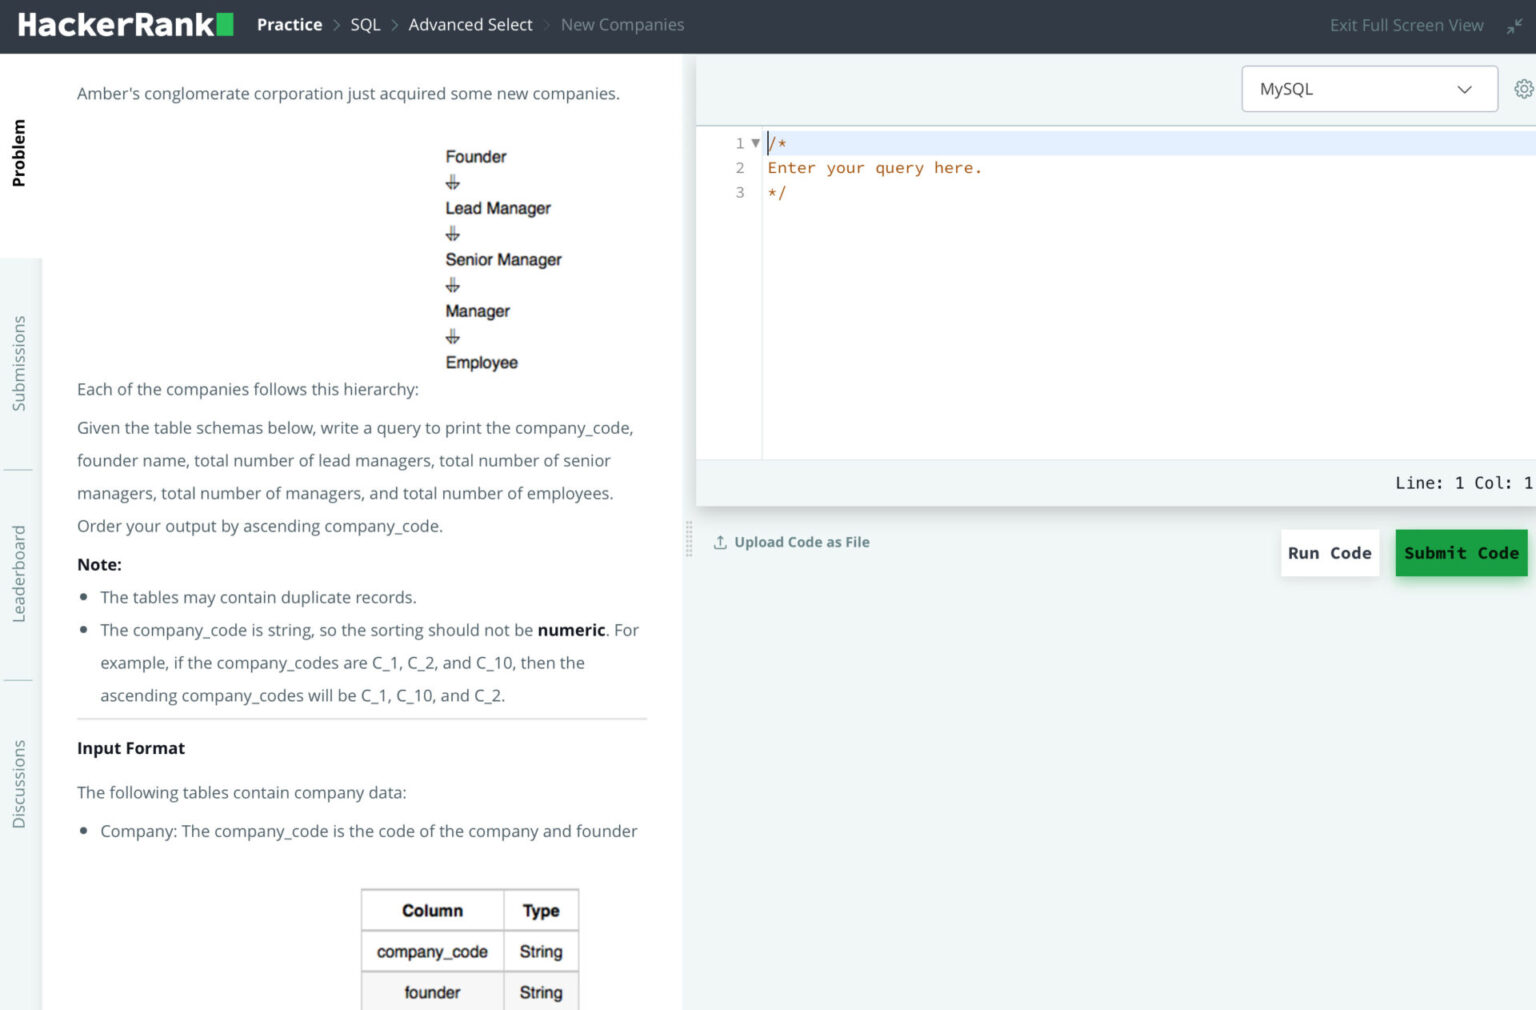 HackerRank Practice > SQL > Advanced Select > New Companies Exit Full Screen View
Problem
Submissions
Leaderboard
Discussions
Amber's conglomerate corporation just acquired some new companies.
Founder
Lead Manager
Senior Manager
Manager
Employee
Each of the companies follows this hierarchy:
Given the table schemas below, write a query to print the company_code,
founder name, total number of lead managers, total number of senior
managers, total number of managers, and total number of employees.
Order your output by ascending company_code.
Note:
• The tables may contain duplicate records.
• The company_code is string, so the sorting should not be numeric. For
example, if the company_codes are C_1, C_2, and C_10, then the
ascending company_codes will be C_1, C_10, and C_2.
Input Format
The following tables contain company data:
• Company: The company_code is the code of the company and founder
Column Type
company_code String
founder String
MySQL
1 /*
2 Enter your query here.
3 */
Line: 1 Col: 1
Upload Code as File
Run Code
Submit Code